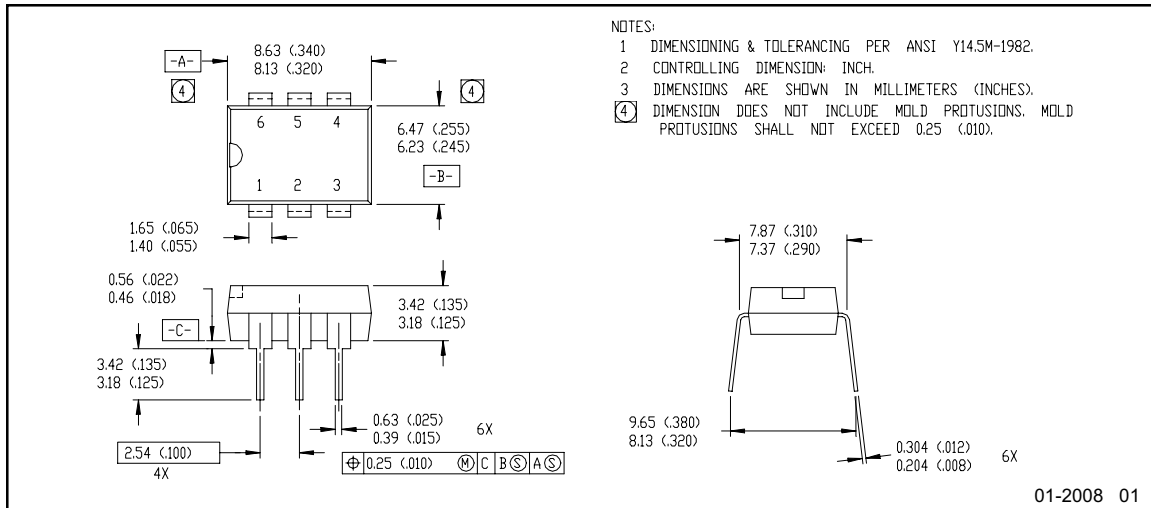 NOTES:
1 DIMENSIONING & TOLERANCING PER ANSI Y14.5M-1982.
2 CONTROLLING DIMENSION: INCH.
3 DIMENSIONS ARE SHOWN IN MILLIMETERS (INCHES).
4 DIMENSION DOES NOT INCLUDE MOLD PROTUSIONS. MOLD
PROTUSIONS SHALL NOT EXCEED 0.25 (.010).
-A-
8.63 (.340)
8.13 (.320)
4
4
6 5 4
1 2 3
6.47 (.255)
6.23 (.245)
-B-
1.65 (.065)
1.40 (.055)
0.56 (.022)
0.46 (.018)
-C-
3.42 (.135)
3.18 (.125)
3.42 (.135)
3.18 (.125)
0.63 (.025)
0.39 (.015)
6X
2.54 (.100)
4X
⌖ 0.25 (.010) Ⓜ C B Ⓢ A Ⓢ
7.87 (.310)
7.37 (.290)
9.65 (.380)
8.13 (.320)
0.304 (.012)
0.204 (.008)
6X
01-2008 01